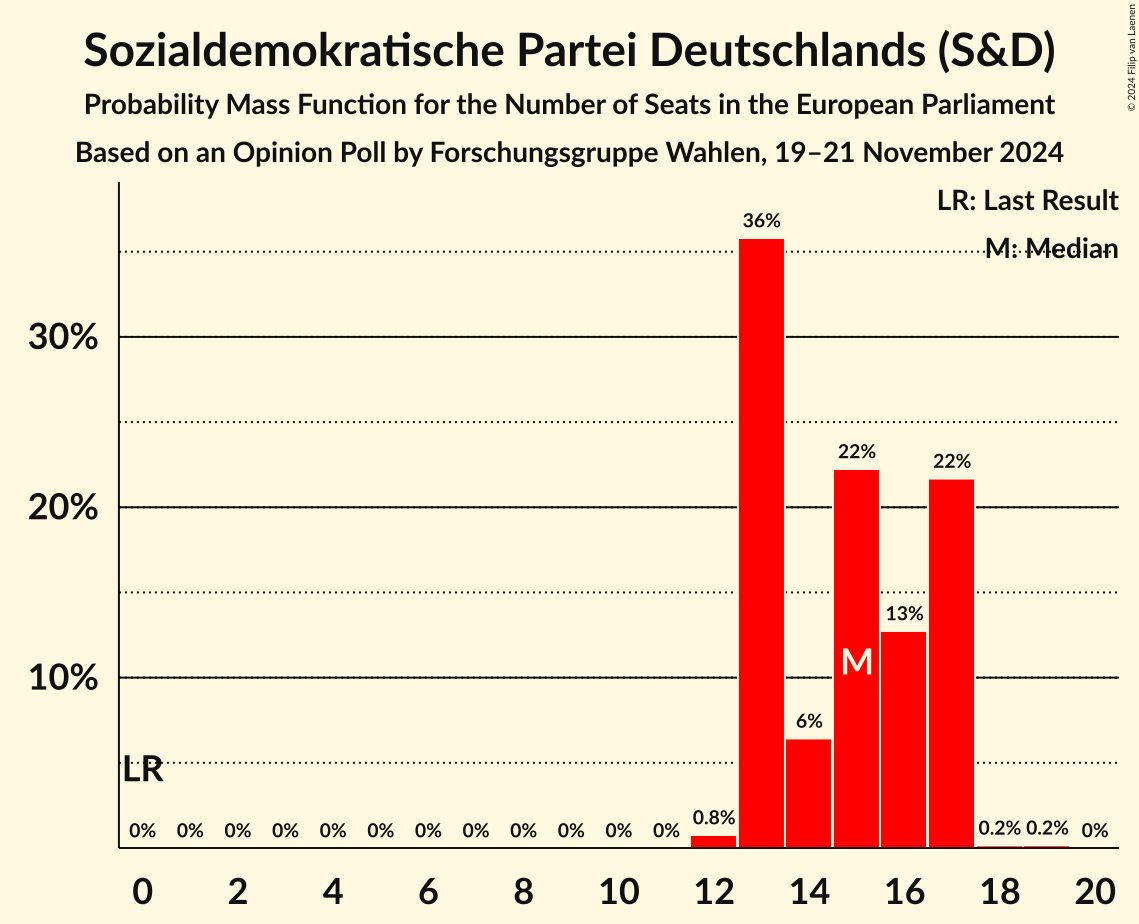 Sozialdemokratische Partei Deutschlands (S&D)
Probability Mass Function for the Number of Seats in the European Parliament
Based on an Opinion Poll by Forschungsgruppe Wahlen, 19–21 November 2024
© 2024 Filip van Laenen
LR: Last Result
M: Median
30%
20%
10%
36%
22%
22%
13%
M
6%
LR
0% 0% 0% 0% 0% 0% 0% 0% 0% 0% 0% 0% 0.8% 0.2% 0.2% 0%
0 2 4 6 8 10 12 14 16 18 20